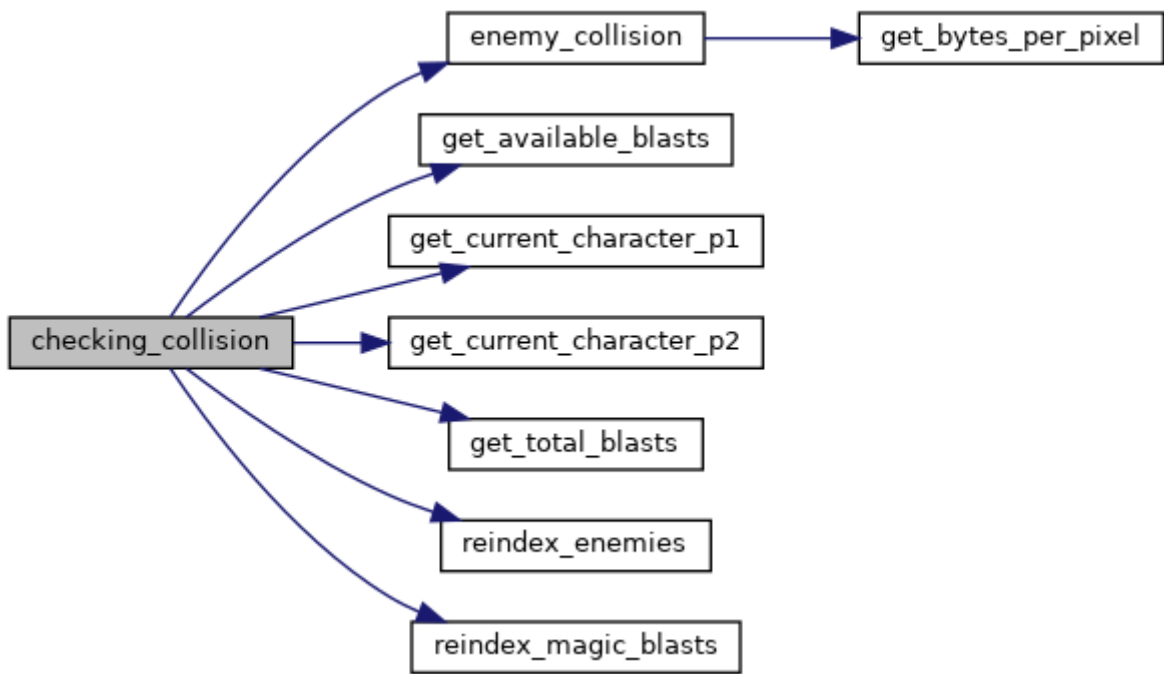 enemy_collision
get_bytes_per_pixel
get_available_blasts
get_current_character_p1
checking_collision
get_current_character_p2
get_total_blasts
reindex_enemies
reindex_magic_blasts